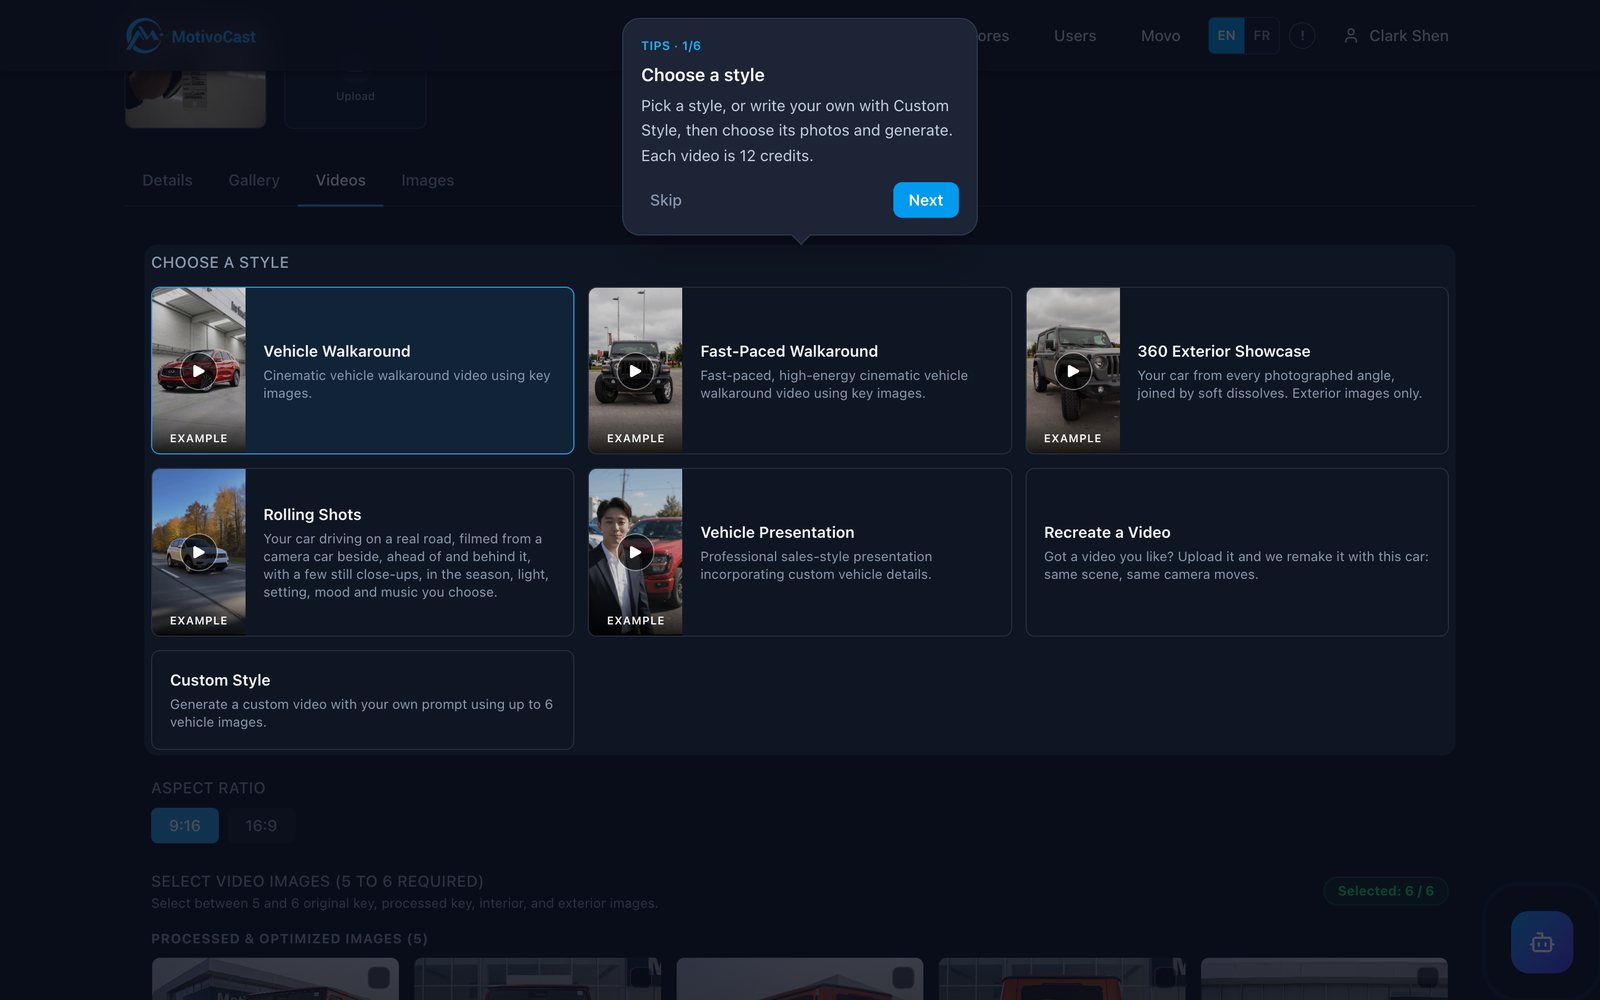 MotivoCast
TIPS · 1/6
Choose a style
Pick a style, or write your own with Custom
Style, then choose its photos and generate.
Each video is 12 credits.
Skip
Next
ores
Users
Movo
EN
FR
!
Clark Shen
Upload
Details
Gallery
Videos
Images
CHOOSE A STYLE
EXAMPLE
Vehicle Walkaround
Cinematic vehicle walkaround video using key
images.
EXAMPLE
Fast-Paced Walkaround
Fast-paced, high-energy cinematic vehicle
walkaround video using key images.
EXAMPLE
360 Exterior Showcase
Your car from every photographed angle,
joined by soft dissolves. Exterior images only.
EXAMPLE
Rolling Shots
Your car driving on a real road, filmed from a
camera car beside, ahead of and behind it,
with a few still close-ups, in the season, light,
setting, mood and music you choose.
EXAMPLE
Vehicle Presentation
Professional sales-style presentation
incorporating custom vehicle details.
Recreate a Video
Got a video you like? Upload it and we remake it with this car:
same scene, same camera moves.
Custom Style
Generate a custom video with your own prompt using up to 6
vehicle images.
ASPECT RATIO
9:16
16:9
SELECT VIDEO IMAGES (5 TO 6 REQUIRED)
Select between 5 and 6 original key, processed key, interior, and exterior images.
Selected: 6 / 6
PROCESSED & OPTIMIZED IMAGES (5)